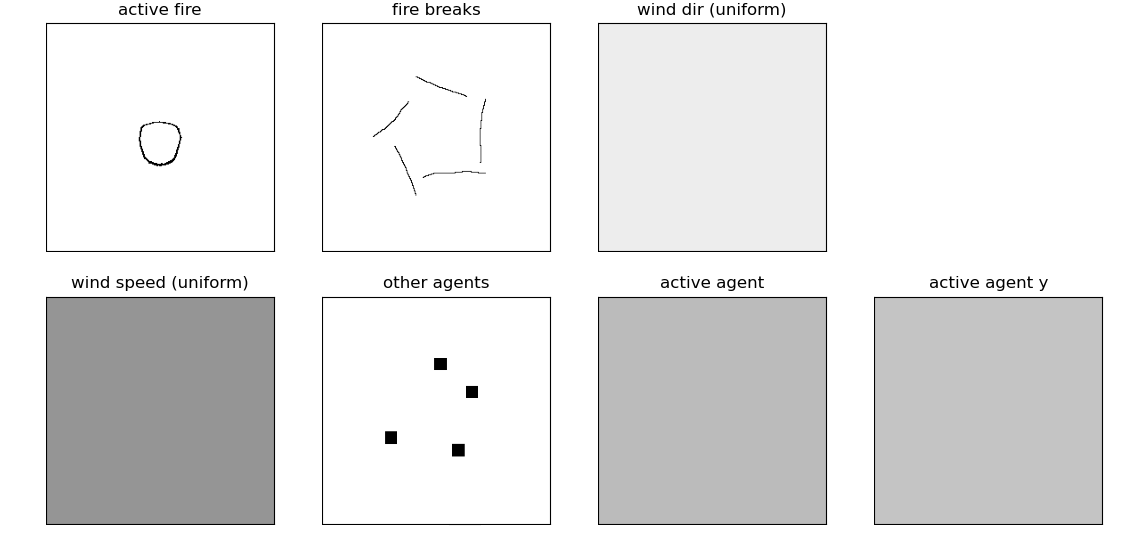 active fire
fire breaks
wind dir (uniform)
wind speed (uniform)
other agents
active agent
active agent y